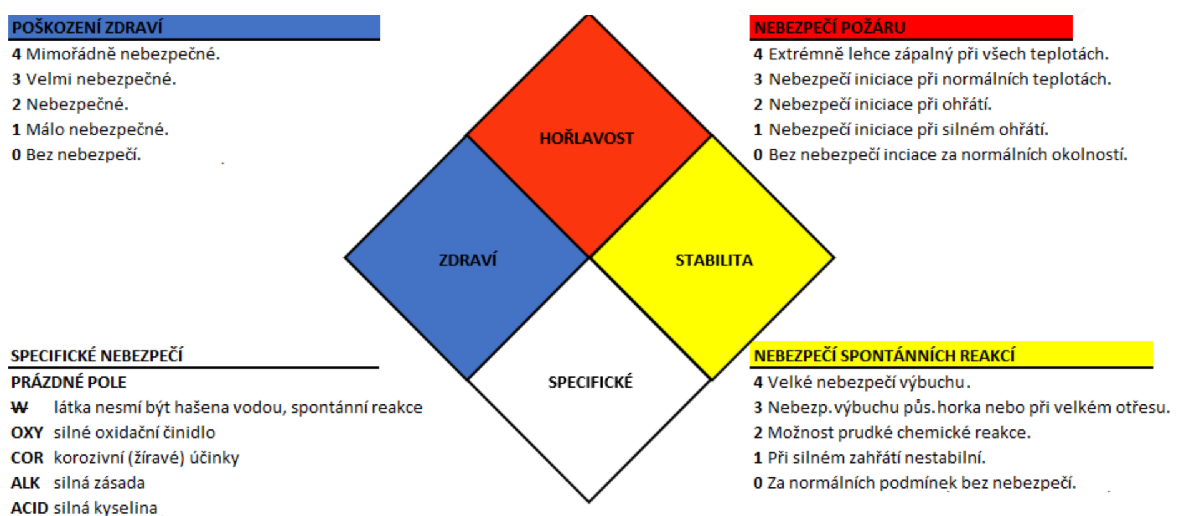 POŠKOZENÍ ZDRAVÍ
4 Mimořádně nebezpečné.
3 Velmi nebezpečné.
2 Nebezpečné.
1 Málo nebezpečné.
0 Bez nebezpečí.
NEBEZPEČÍ POŽÁRU
4 Extrémně lehce zápalný při všech teplotách.
3 Nebezpečí iniciace při normálních teplotách.
2 Nebezpečí iniciace při ohřátí.
1 Nebezpečí iniciace při silném ohřátí.
0 Bez nebezpečí inciace za normálních okolností.
HOŘLAVOST
ZDRAVÍ
STABILITA
SPECIFICKÉ
SPECIFICKÉ NEBEZPEČÍ
PRÁZDNÉ POLE
W látka nesmí být hašena vodou, spontánní reakce
OXY silné oxidační činidlo
COR korozivní (žíravé) účinky
ALK silná zásada
ACID silná kyselina
NEBEZPEČÍ SPONTÁNNÍCH REAKCÍ
4 Velké nebezpečí výbuchu.
3 Nebezp.výbuchu půs.horka nebo při velkém otřesu.
2 Možnost prudké chemické reakce.
1 Při silném zahřátí nestabilní.
0 Za normálních podmínek bez nebezpečí.